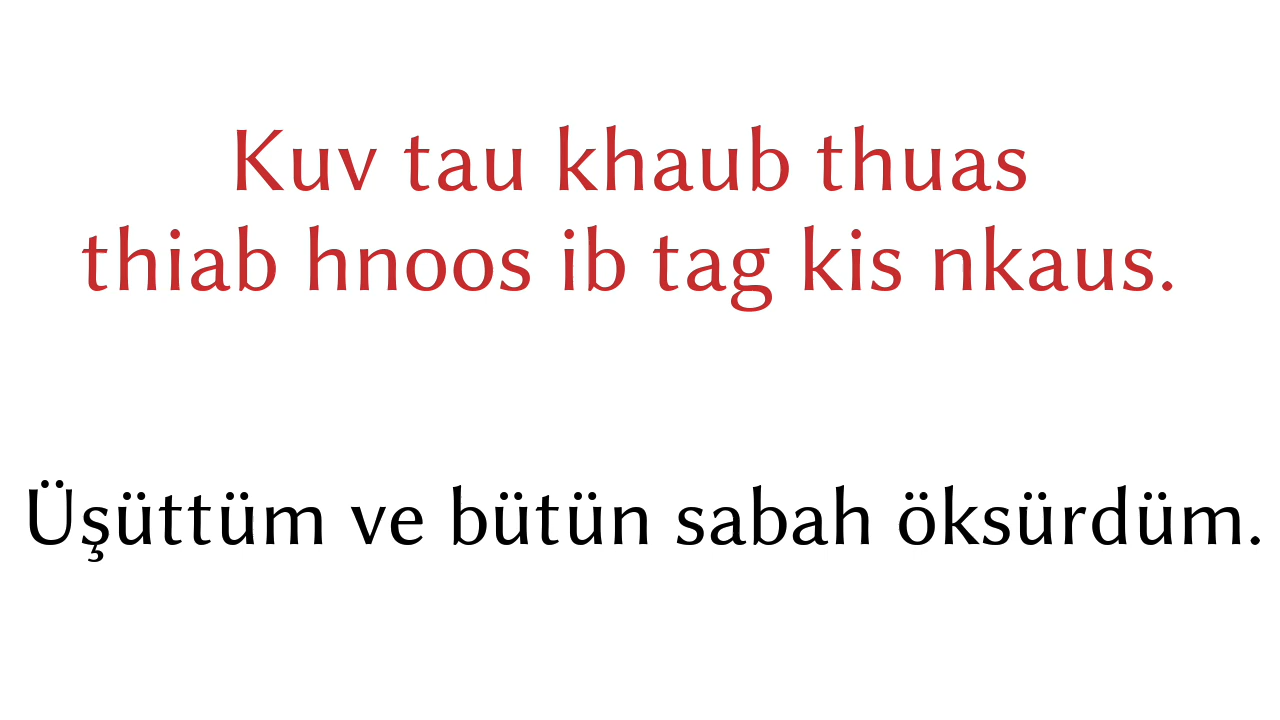 Kuv tau khaub thuas
thiab hnoos ib tag kis nkaus.
Üşüttüm ve bütün sabah öksürdüm.